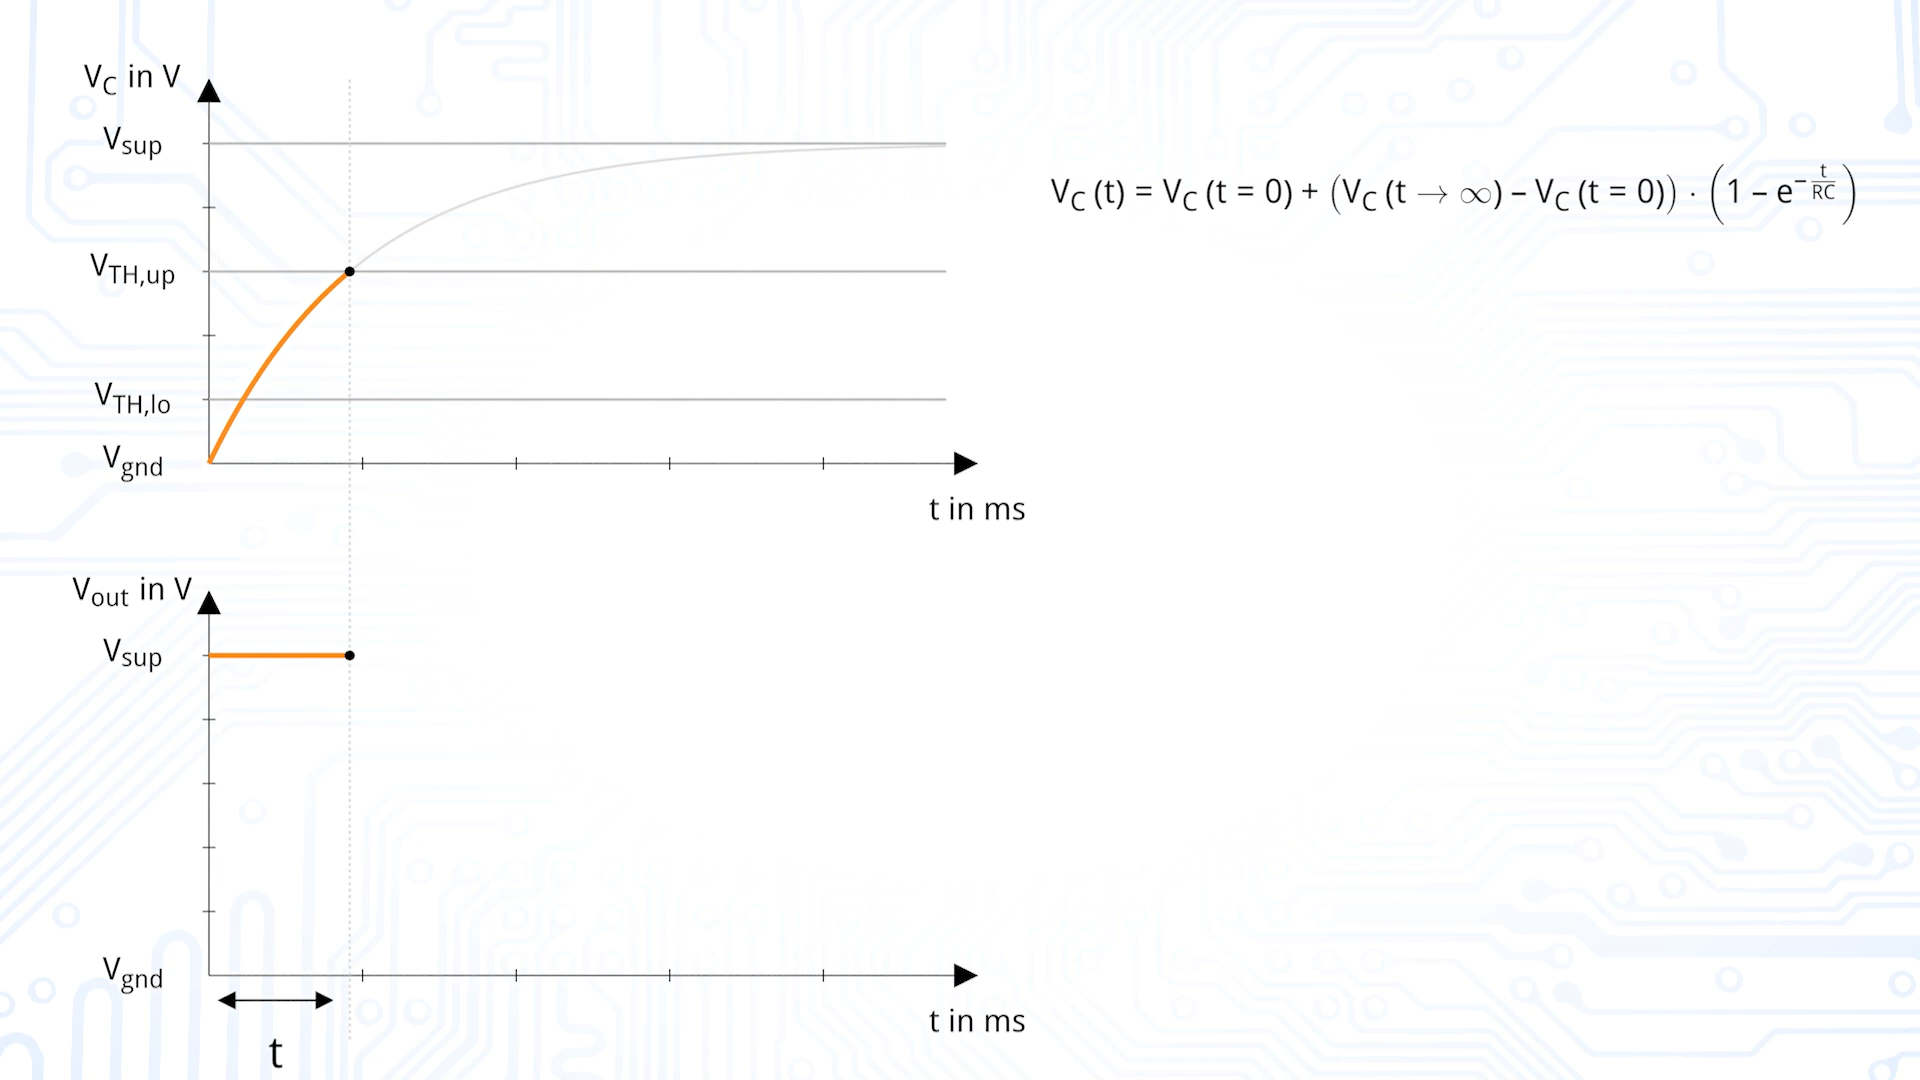 V_C in V
V_sup
V_C (t) = V_C (t = 0) + (V_C (t → ∞) – V_C (t = 0)) · (1 – e^(–t/RC))
V_TH,up
V_TH,lo
V_gnd
t in ms
V_out in V
V_sup
V_gnd
t in ms
t